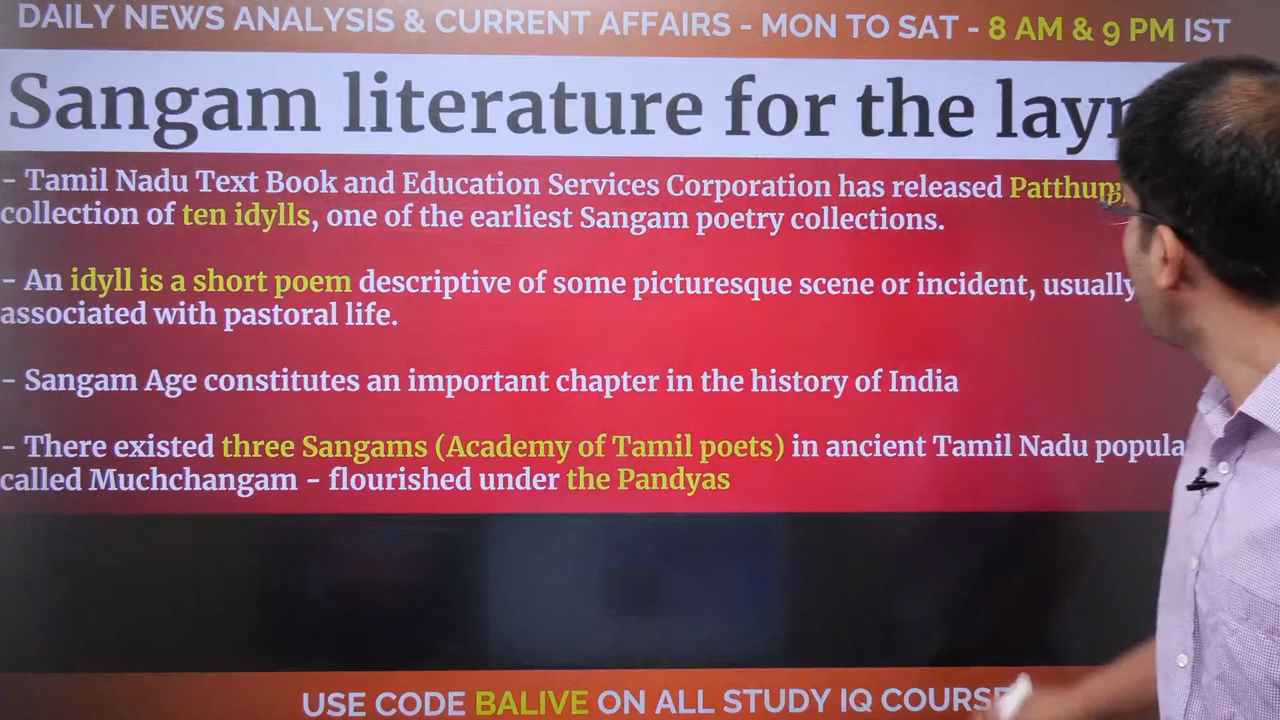 DAILY NEWS ANALYSIS & CURRENT AFFAIRS - MON TO SAT - 8 AM & 9 PM IST
Sangam literature for the
- Tamil Nadu Text Book and Education Services Corporation has released
collection of ten idylls, one of the earliest Sangam poetry collections.
- An idyll is a short poem descriptive of some picturesque scene or incident, usually
associated with pastoral life.
- Sangam Age constitutes an important chapter in the history of India
- There existed three Sangams (Academy of Tamil poets) in ancient Tamil Nadu
called Muchchangam - flourished under the Pandyas
USE CODE BALIVE ON ALL STUDY IQ